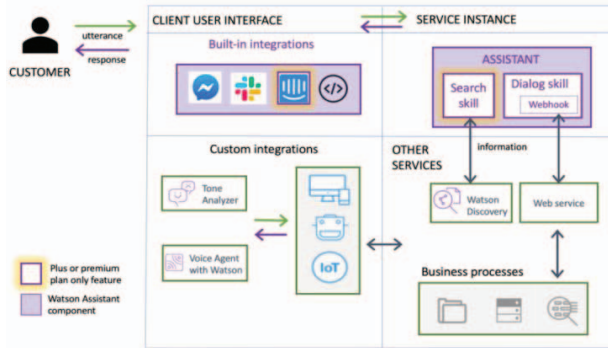 CLIENT USER INTERFACE
SERVICE INSTANCE
utterance
response
CUSTOMER
Built-in integrations
ASSISTANT
Search
skill
Dialog skill
Webhook
Custom integrations
OTHER
SERVICES
information
Tone
Analyzer
Watson
Discovery
Web service
Voice Agent
with Watson
IoT
Business processes
Plus or premium
plan only feature
Watson Assistant
component